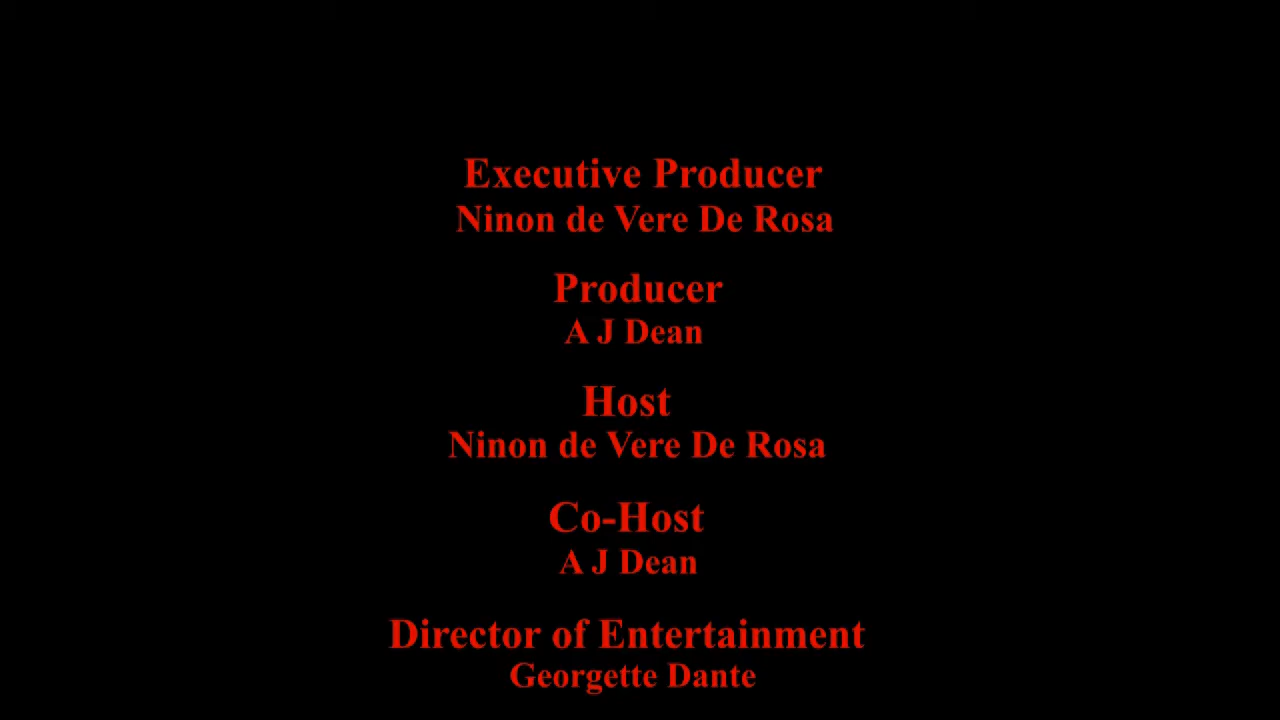 Executive Producer
Ninon de Vere De Rosa
Producer
A J Dean
Host
Ninon de Vere De Rosa
Co-Host
A J Dean
Director of Entertainment
Georgette Dante